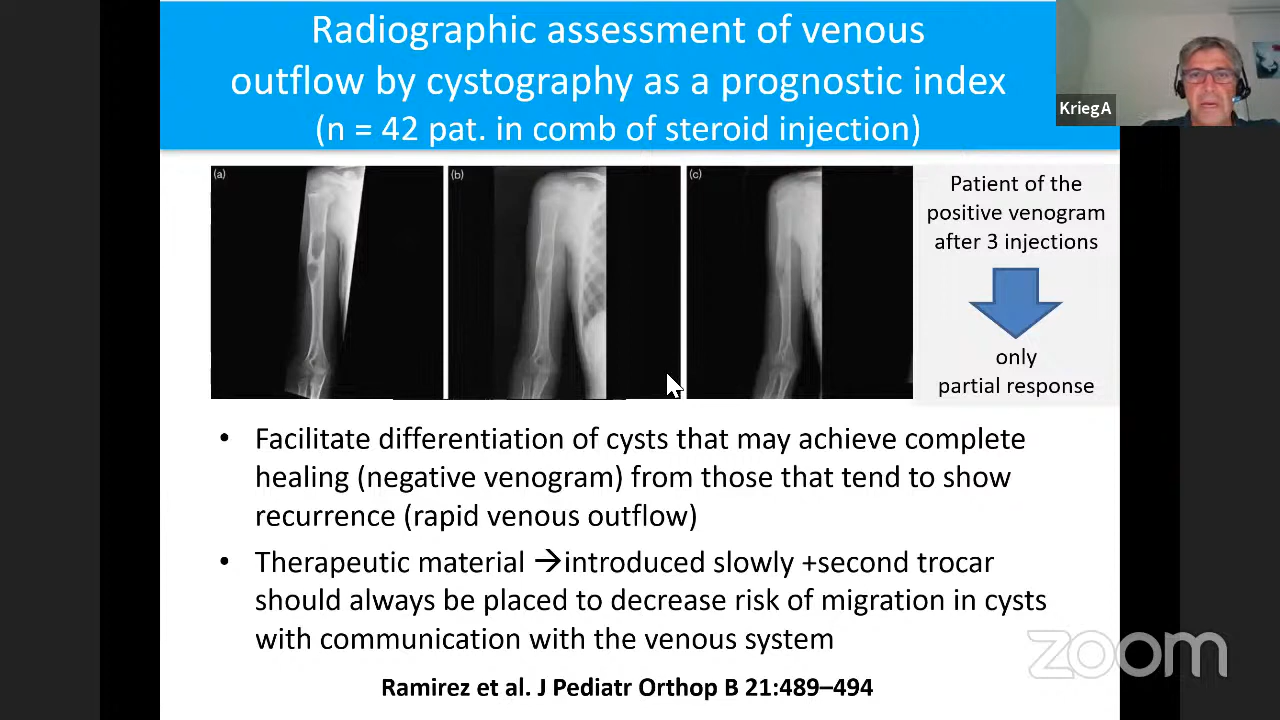 Radiographic assessment of venous
outflow by cystography as a prognostic index
(n = 42 pat. in comb of steroid injection)
KriegA
(a)
(b)
(c)
Patient of the
positive venogram
after 3 injections
only
partial response
• Facilitate differentiation of cysts that may achieve complete
healing (negative venogram) from those that tend to show
recurrence (rapid venous outflow)
• Therapeutic material →introduced slowly +second trocar
should always be placed to decrease risk of migration in cysts
with communication with the venous system
zoom
Ramirez et al. J Pediatr Orthop B 21:489–494